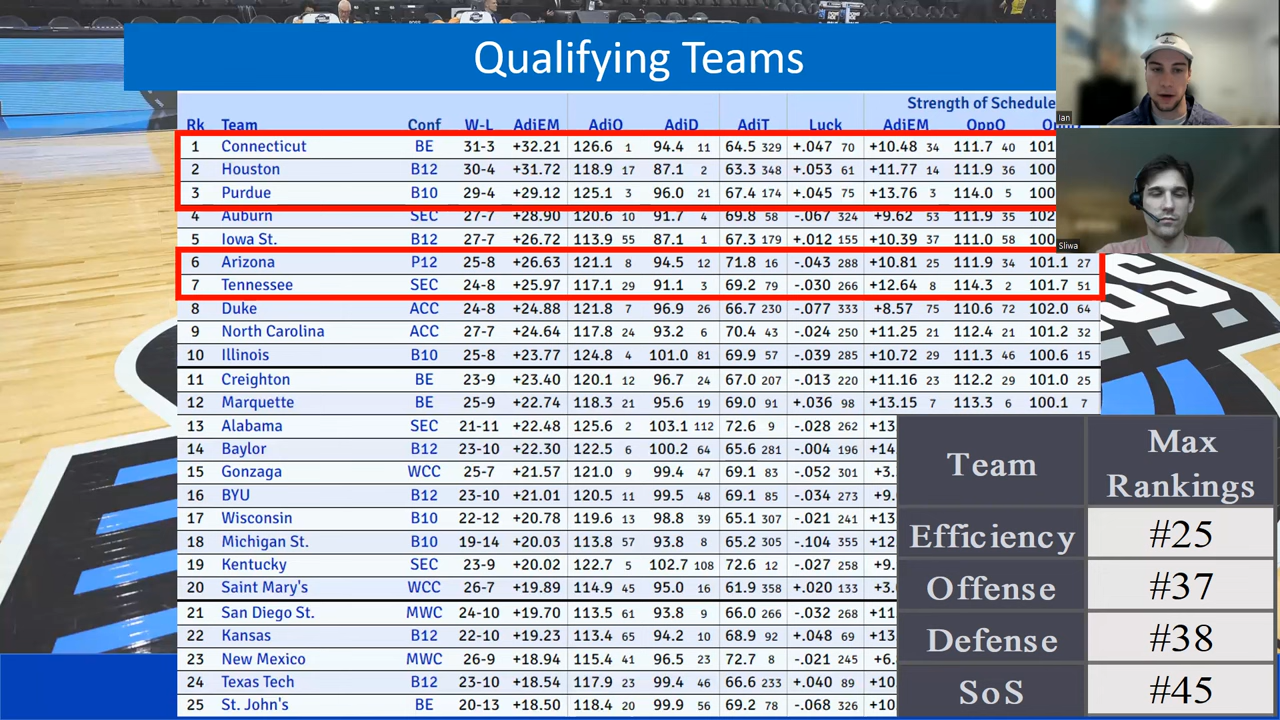 Qualifying Teams
Strength of Schedule
Rk Team Conf W-L AdjEM AdjO AdjD AdjT Luck AdjEM OppO
1 Connecticut BE 31-3 +32.21 126.6 1 94.4 11 64.5 329 +.047 70 +10.48 34 111.7 40 101
2 Houston B12 30-4 +31.72 118.9 17 87.1 2 63.3 348 +.053 61 +11.77 14 111.9 36 100
3 Purdue B10 29-4 +29.12 125.1 3 96.0 21 67.4 174 +.045 75 +13.76 3 114.0 5 100
4 Auburn SEC 27-7 +28.90 120.6 10 91.7 4 69.8 58 -.067 324 +9.62 53 111.9 35 102
5 Iowa St. B12 27-7 +26.72 113.9 55 87.1 1 67.3 179 +.012 155 +10.39 37 111.0 58 100
6 Arizona P12 25-8 +26.63 121.1 8 94.5 12 71.8 16 -.043 288 +10.81 25 111.9 34 101.1 27
7 Tennessee SEC 24-8 +25.97 117.1 29 91.1 3 69.2 79 -.030 266 +12.64 8 114.3 2 101.7 51
8 Duke ACC 24-8 +24.88 121.8 7 96.9 26 66.7 230 -.077 333 +8.57 75 110.6 72 102.0 64
9 North Carolina ACC 27-7 +24.64 117.8 24 93.2 6 70.4 43 -.024 250 +11.25 21 112.4 21 101.2 32
10 Illinois B10 25-8 +23.77 124.8 4 101.0 81 69.9 57 -.039 285 +10.72 29 111.3 46 100.6 15
11 Creighton BE 23-9 +23.40 120.1 12 96.7 24 67.0 207 -.013 220 +11.16 23 112.2 29 101.0 25
12 Marquette BE 25-9 +22.74 118.3 21 95.6 19 69.0 91 +.036 98 +13.15 7 113.3 6 100.1 7
13 Alabama SEC 21-11 +22.48 125.6 2 103.1 112 72.6 9 -.028 262 +13.
14 Baylor B12 23-10 +22.30 122.5 6 100.2 64 65.6 281 -.004 196 +14
15 Gonzaga WCC 25-7 +21.57 121.0 9 99.4 47 69.1 83 -.052 301 +3.
16 BYU B12 23-10 +21.01 120.5 11 99.5 48 69.1 85 -.034 273 +9.
17 Wisconsin B10 22-12 +20.78 119.6 13 98.8 39 65.1 307 -.021 241 +13
18 Michigan St. B10 19-14 +20.03 113.8 57 93.8 8 65.2 305 -.104 355 +12
19 Kentucky SEC 23-9 +20.02 122.7 5 102.7 108 72.6 12 -.027 258 +9.
20 Saint Mary's WCC 26-7 +19.89 114.9 45 95.0 16 61.9 358 +.020 133 +3.
21 San Diego St. MWC 24-10 +19.70 113.5 61 93.8 9 66.0 266 -.032 268 +11
22 Kansas B12 22-10 +19.23 113.4 65 94.2 10 68.9 92 +.048 69 +13
23 New Mexico MWC 26-9 +18.94 115.4 41 96.5 23 72.7 8 -.021 245 +6.
24 Texas Tech B12 23-10 +18.54 117.9 23 99.4 46 66.6 233 +.040 89 +10
25 St. John's BE 20-13 +18.50 118.4 20 99.9 56 69.2 78 -.068 326 +10
Ian
Sliwa
Team Max
Rankings
Efficiency #25
Offense #37
Defense #38
SoS #45